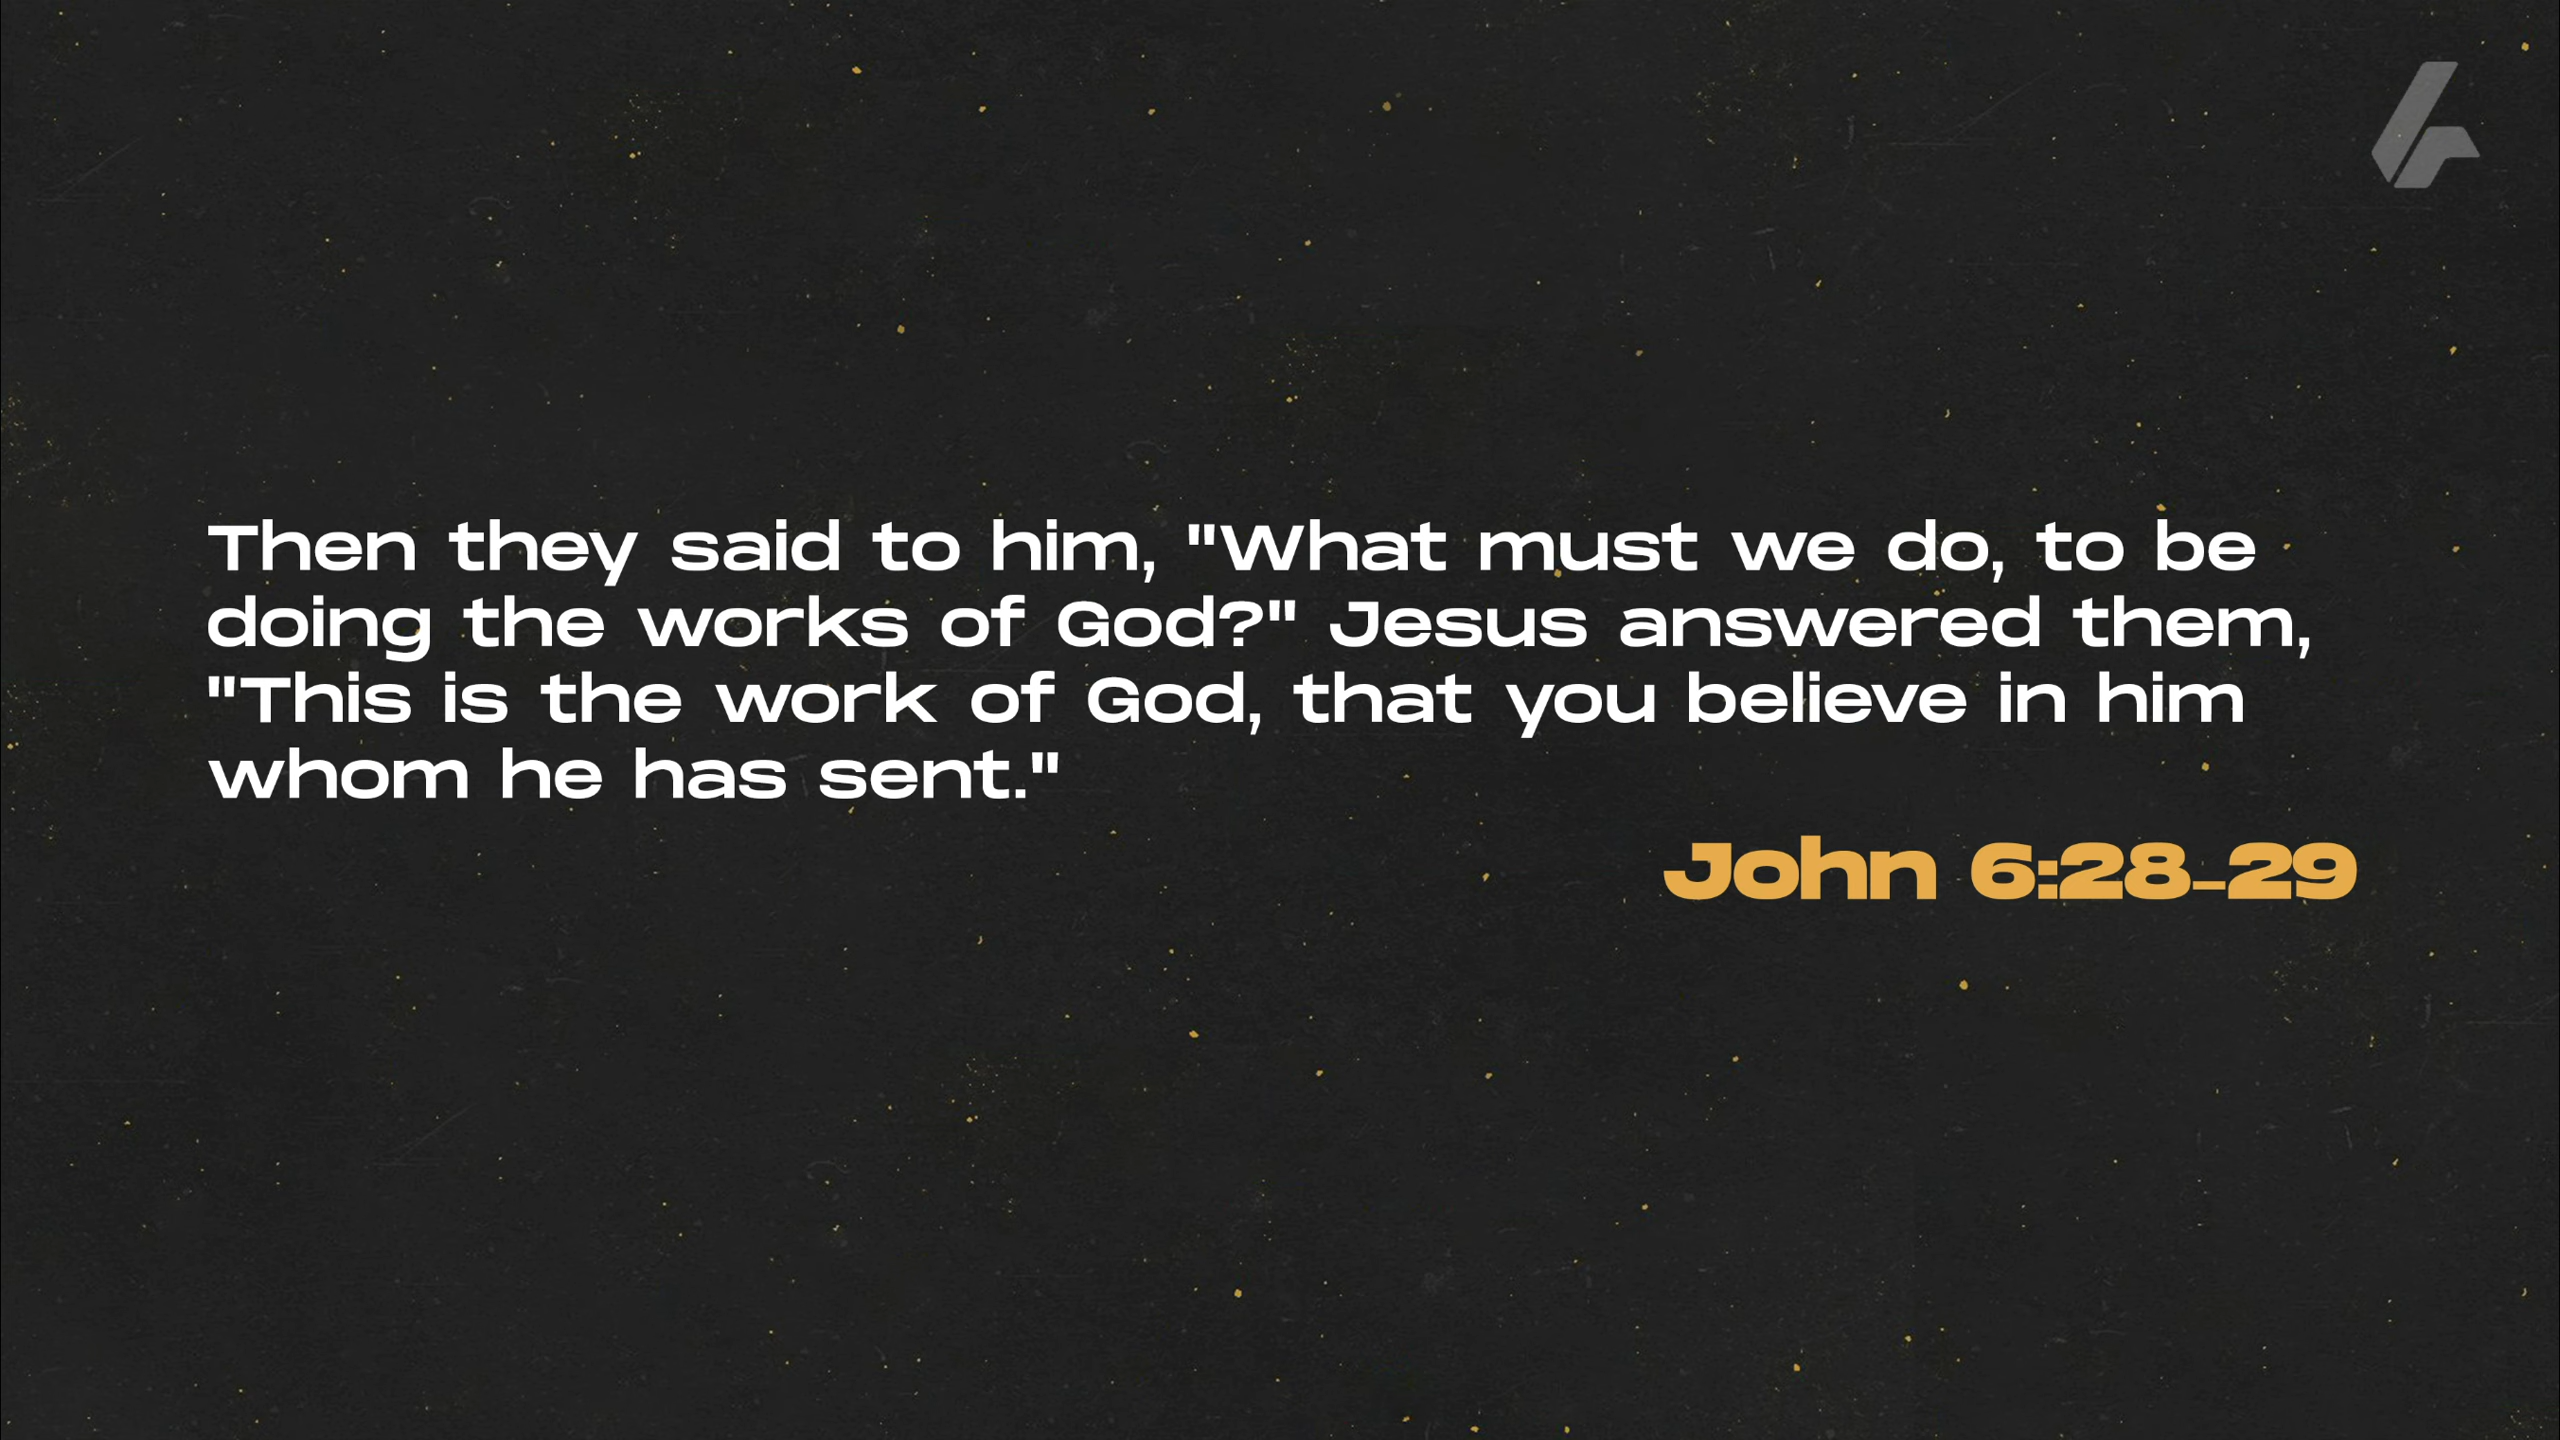 Then they said to him, "What must we do, to be
doing the works of God?" Jesus answered them,
"This is the work of God, that you believe in him
whom he has sent."
John 6:28-29